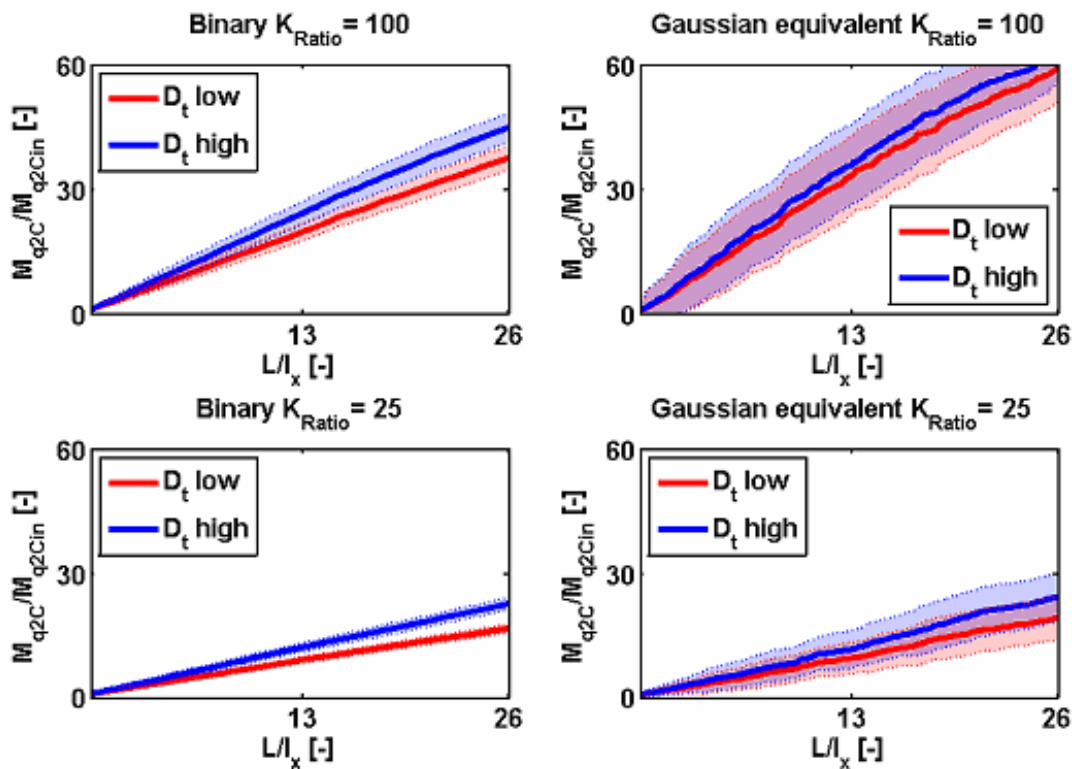 Binary K_Ratio = 100
M_q2C/M_q2Cin [-]
60
30
0
D_t low
D_t high
13
26
L/l_x [-]
Gaussian equivalent K_Ratio = 100
M_q2C/M_q2Cin [-]
60
30
0
D_t low
D_t high
13
26
L/l_x [-]
Binary K_Ratio = 25
M_q2C/M_q2Cin [-]
60
30
0
D_t low
D_t high
13
26
L/l_x [-]
Gaussian equivalent K_Ratio = 25
M_q2C/M_q2Cin [-]
60
30
0
D_t low
D_t high
13
26
L/l_x [-]